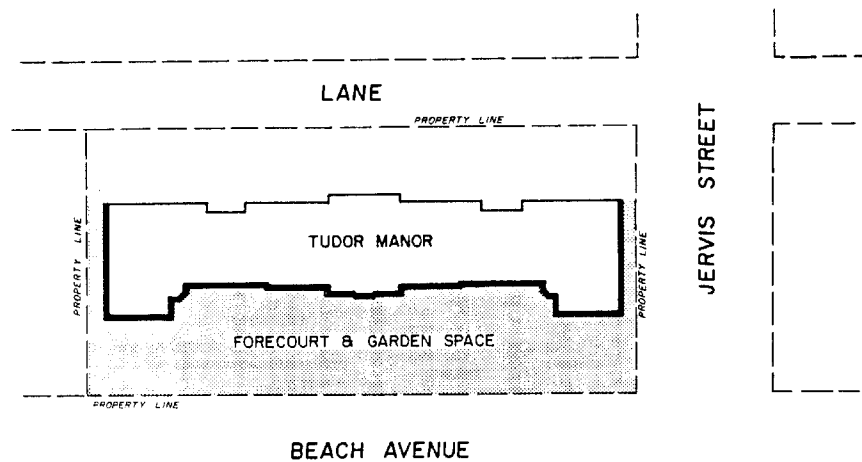 LANE
PROPERTY LINE
JERVIS STREET
TUDOR MANOR
PROPERTY LINE
PROPERTY LINE
FORECOURT & GARDEN SPACE
PROPERTY LINE
BEACH AVENUE